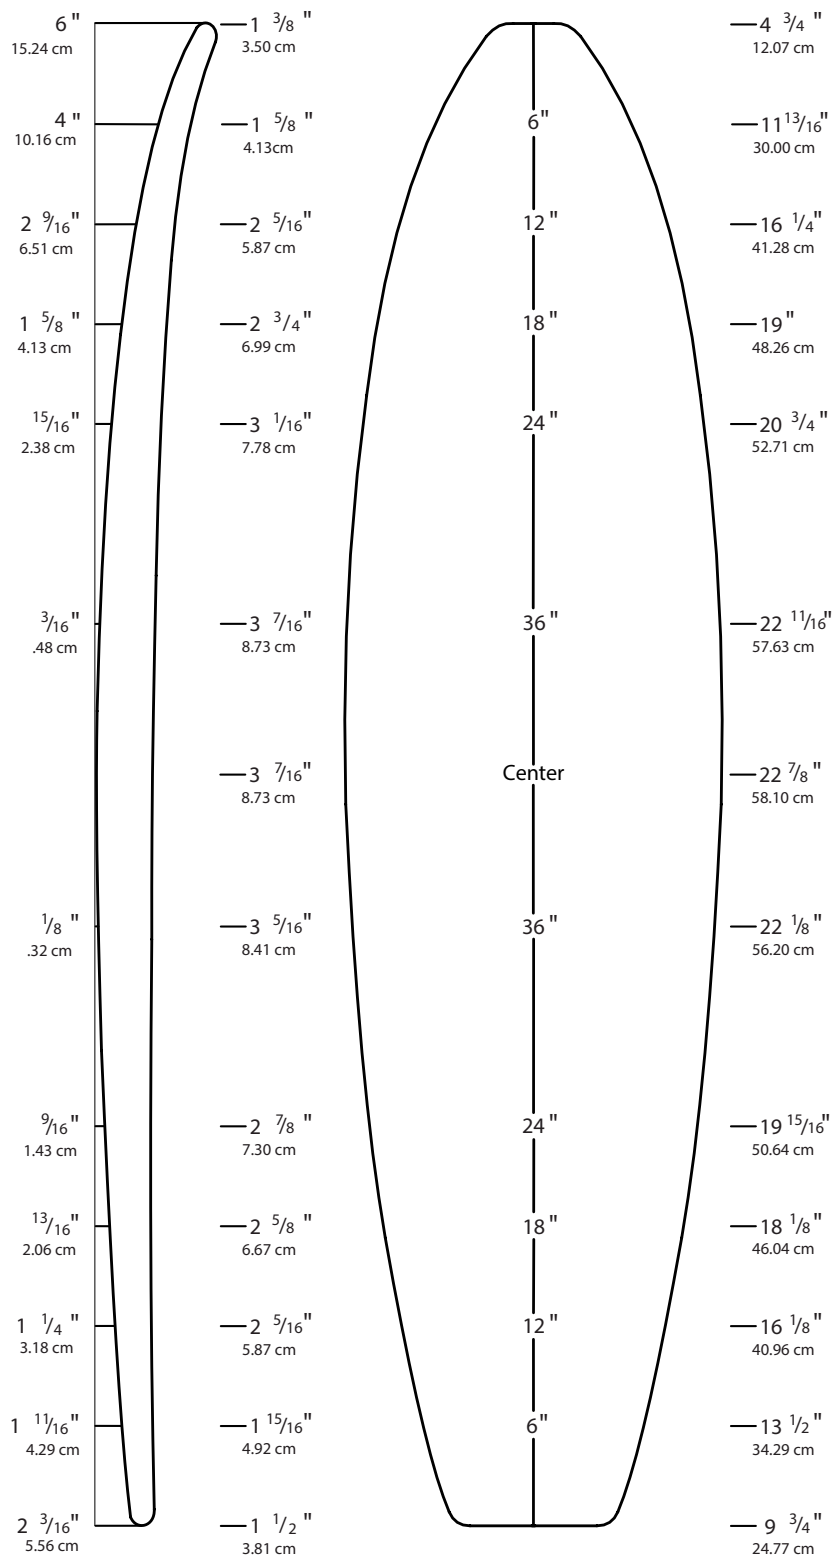 6 " 1 3/8 " 4 3/4 "
15.24 cm 3.50 cm 12.07 cm
4 " 1 5/8 " 6" 11 13/16"
10.16 cm 4.13cm 30.00 cm
2 9/16" 2 5/16" 12" 16 1/4"
6.51 cm 5.87 cm 41.28 cm
1 5/8 " 2 3/4" 18" 19"
4.13 cm 6.99 cm 48.26 cm
15/16" 3 1/16" 24" 20 3/4"
2.38 cm 7.78 cm 52.71 cm
3/16" 3 7/16" 36" 22 11/16"
.48 cm 8.73 cm 57.63 cm
3 7/16" Center 22 7/8 "
8.73 cm 58.10 cm
1/8 " 3 5/16" 36" 22 1/8 "
.32 cm 8.41 cm 56.20 cm
9/16" 2 7/8 " 24" 19 15/16"
1.43 cm 7.30 cm 50.64 cm
13/16" 2 5/8 " 18" 18 1/8 "
2.06 cm 6.67 cm 46.04 cm
1 1/4 " 2 5/16" 12" 16 1/8 "
3.18 cm 5.87 cm 40.96 cm
1 11/16" 1 15/16" 6" 13 1/2 "
4.29 cm 4.92 cm 34.29 cm
2 3/16" 1 1/2 " 9 3/4 "
5.56 cm 3.81 cm 24.77 cm